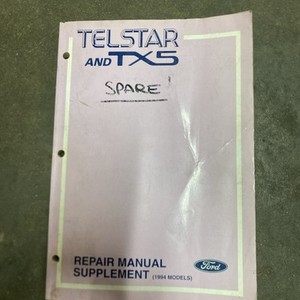 TELSTAR
AND TX5
SPARE!
REPAIR MANUAL
SUPPLEMENT (1994 MODELS)
Ford